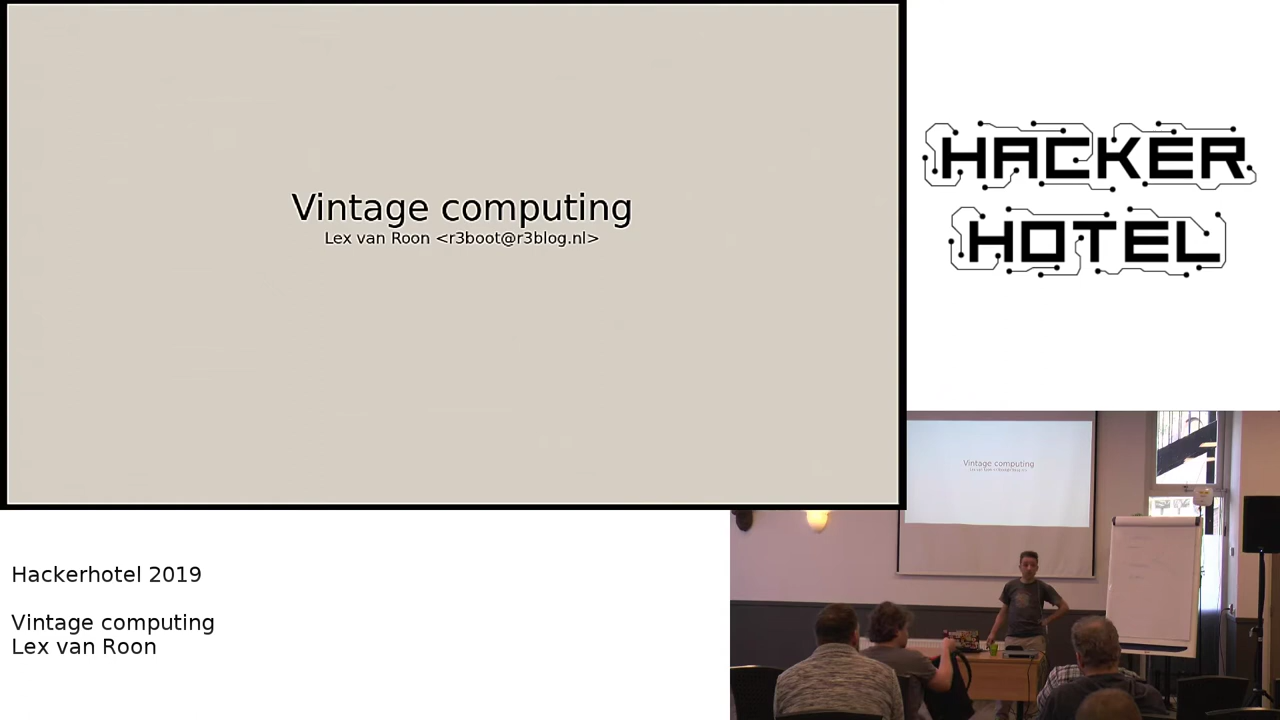 Vintage computing
Lex van Roon <r3boot@r3blog.nl>
HACKER
HOTEL
Vintage computing
Hackerhotel 2019
Vintage computing
Lex van Roon